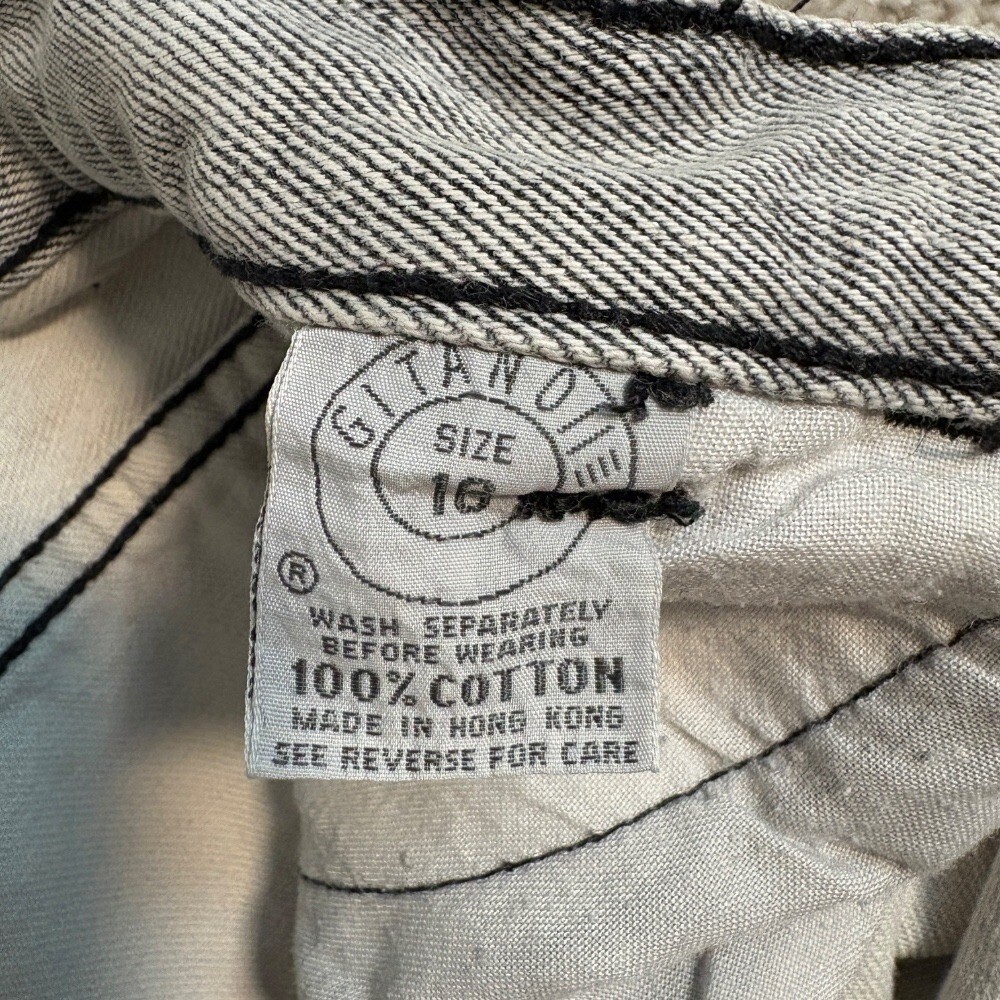 GITANO
SIZE
16
®
WASH SEPARATELY
BEFORE WEARING
100% COTTON
MADE IN HONG KONG
SEE REVERSE FOR CARE